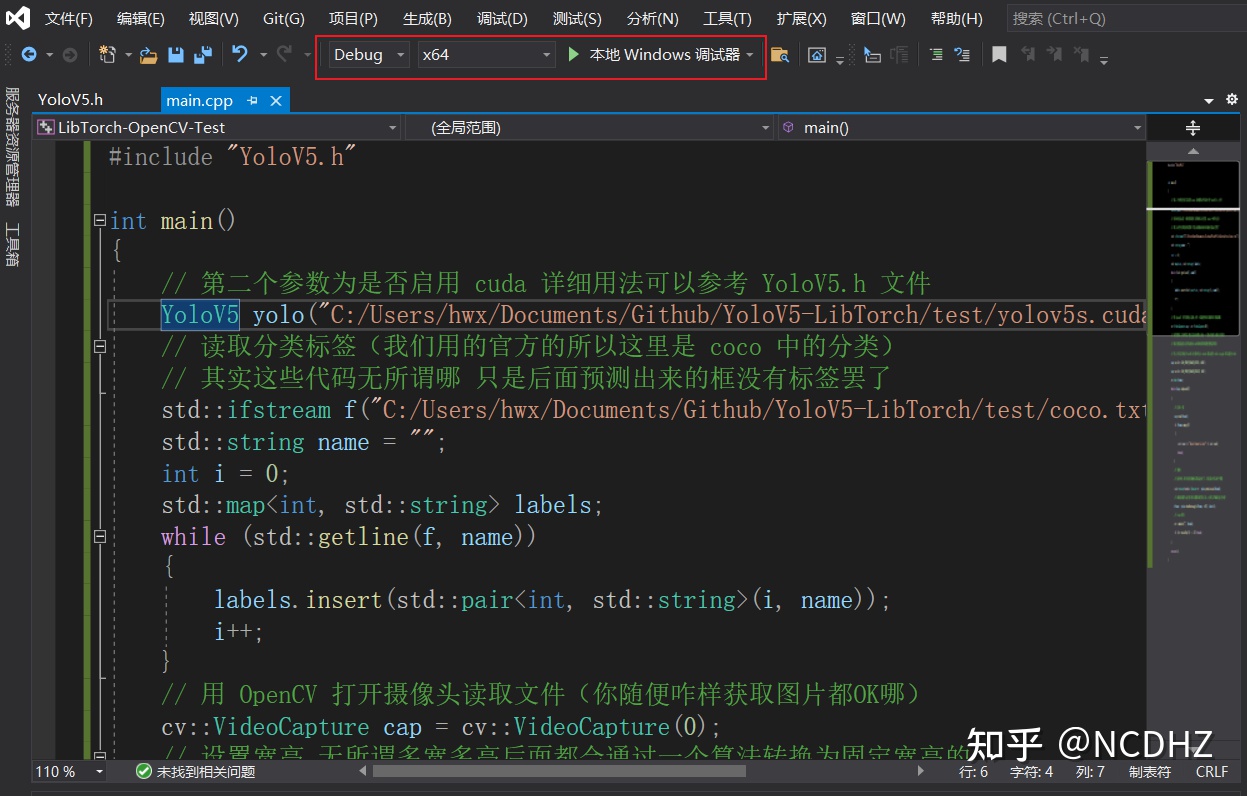 文件(F) 编辑(E) 视图(V) Git(G) 项目(P) 生成(B) 调试(D) 测试(S) 分析(N) 工具(T) 扩展(X) 窗口(W) 帮助(H) 搜索 (Ctrl+Q)
Debug x64 本地 Windows 调试器
服务器资源管理器
工具箱
YoloV5.h main.cpp
LibTorch-OpenCV-Test (全局范围) main()
#include "YoloV5.h"
int main()
{
// 第二个参数为是否启用 cuda 详细用法可以参考 YoloV5.h 文件
YoloV5 yolo("C:/Users/hwx/Documents/Github/YoloV5-LibTorch/test/yolov5s.cuda
// 读取分类标签（我们用的官方的所以这里是 coco 中的分类）
// 其实这些代码无所谓哪 只是后面预测出来的框没有标签罢了
std::ifstream f("C:/Users/hwx/Documents/Github/YoloV5-LibTorch/test/coco.txt
std::string name = "";
int i = 0;
std::map<int, std::string> labels;
while (std::getline(f, name))
{
labels.insert(std::pair<int, std::string>(i, name));
i++;
}
// 用 OpenCV 打开摄像头读取文件（你随便咋样获取图片都OK哪）
cv::VideoCapture cap = cv::VideoCapture(0);
// 设置宽高 无所谓多宽多高后面都会通过一个算法转换为固定宽高的
知乎 @NCDHZ
110 % 未找到相关问题 行: 6 字符: 4 列: 7 制表符 CRLF